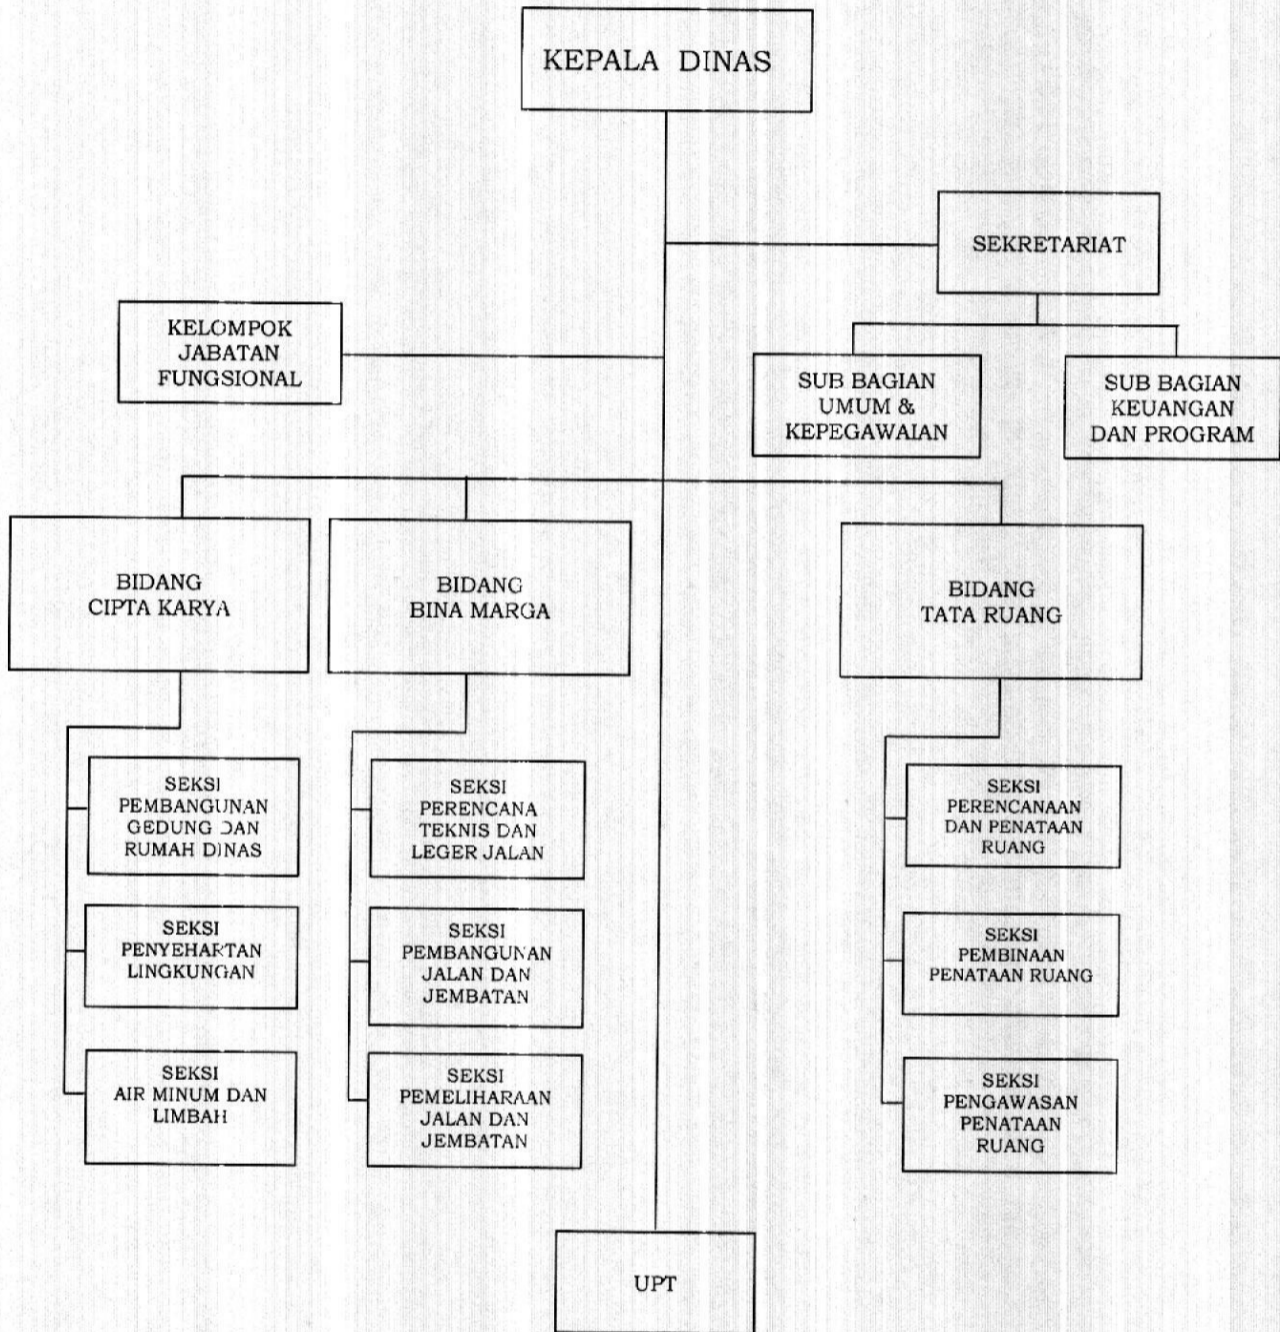 KEPALA DINAS
SEKRETARIAT
KELOMPOK
JABATAN
FUNGSIONAL
SUB BAGIAN
UMUM &
KEPEGAWAIAN
SUB BAGIAN
KEUANGAN
DAN PROGRAM
BIDANG
CIPTA KARYA
BIDANG
BINA MARGA
BIDANG
TATA RUANG
SEKSI
PEMBANGUNAN
GEDUNG DAN
RUMAH DINAS
SEKSI
PENYEHARTAN
LINGKUNGAN
SEKSI
AIR MINUM DAN
LIMBAH
SEKSI
PERENCANA
TEKNIS DAN
LEGER JALAN
SEKSI
PEMBANGUNAN
JALAN DAN
JEMBATAN
SEKSI
PEMELIHARAAN
JALAN DAN
JEMBATAN
SEKSI
PERENCANAAN
DAN PENATAAN
RUANG
SEKSI
PEMBINAAN
PENATAAN RUANG
SEKSI
PENGAWASAN
PENATAAN
RUANG
UPT